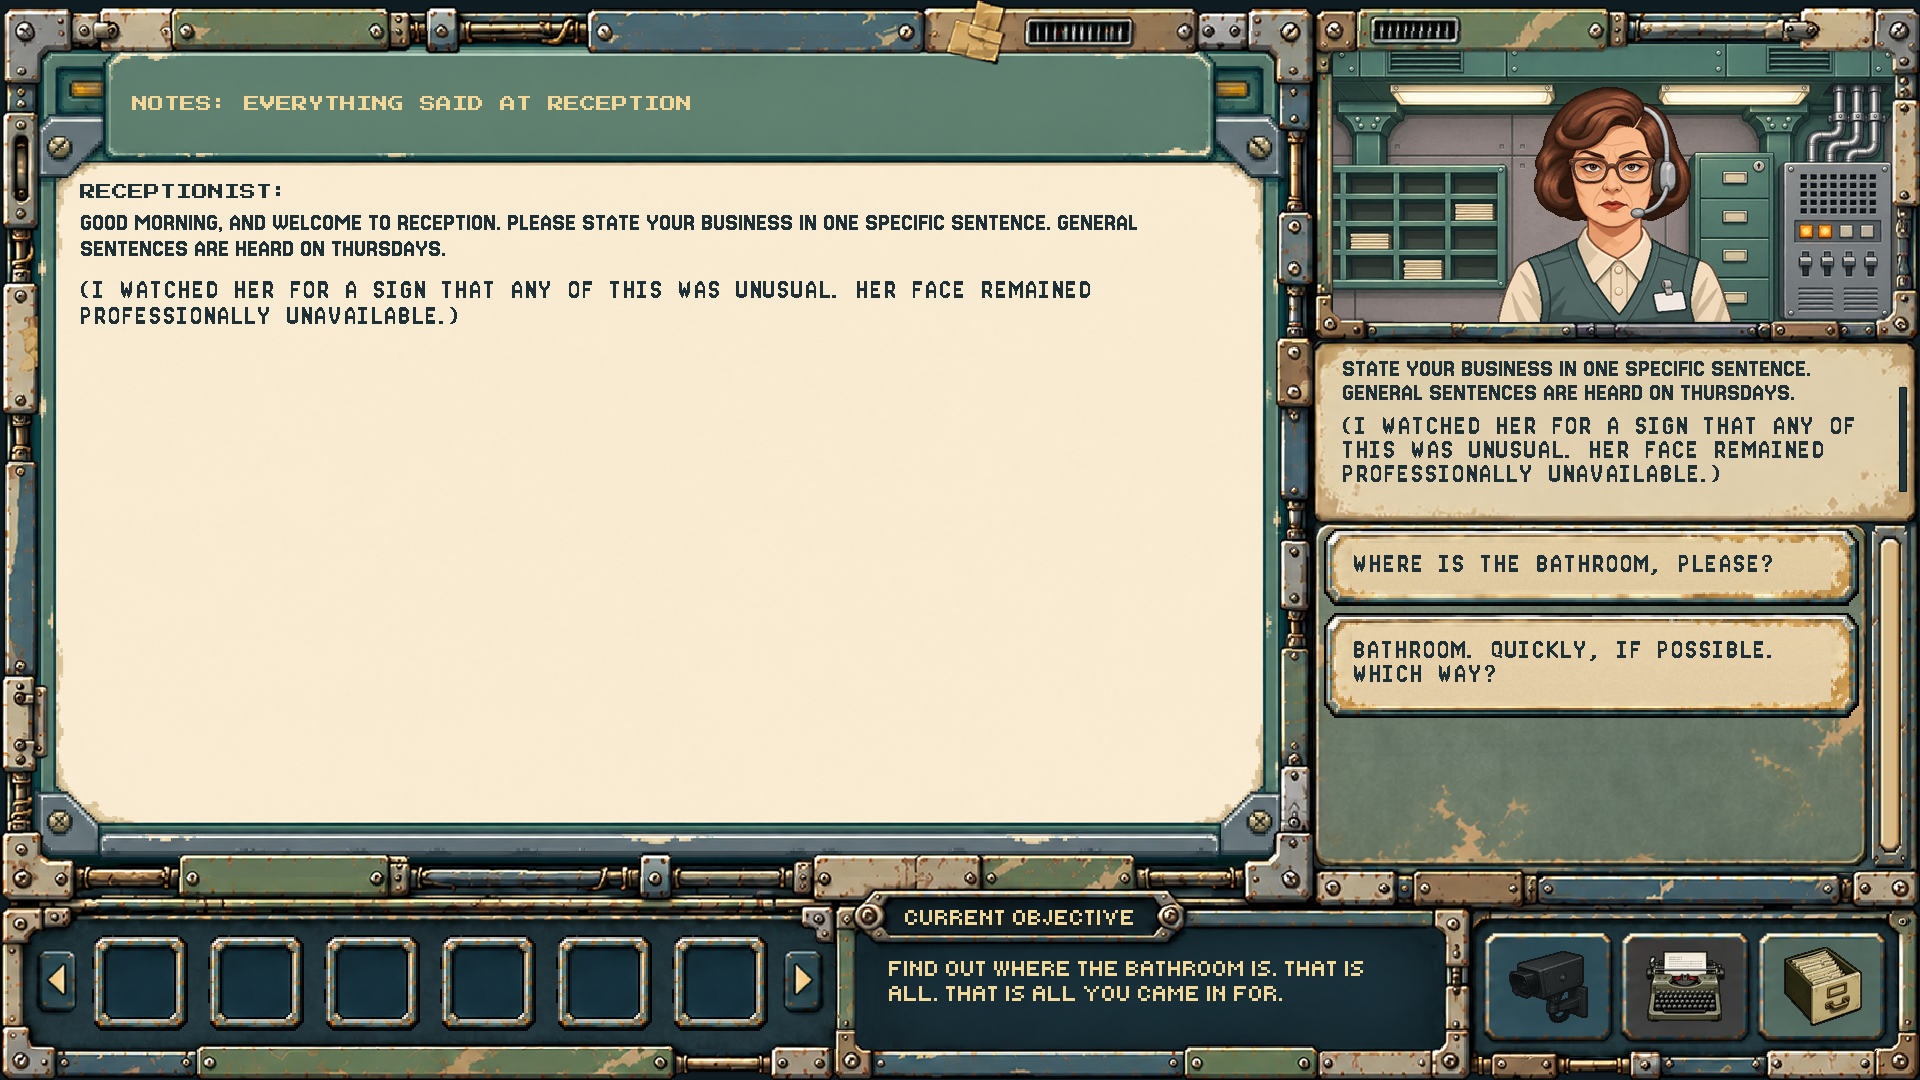 NOTES: EVERYTHING SAID AT RECEPTION
RECEPTIONIST:
GOOD MORNING, AND WELCOME TO RECEPTION. PLEASE STATE YOUR BUSINESS IN ONE SPECIFIC SENTENCE. GENERAL
SENTENCES ARE HEARD ON THURSDAYS.
(I WATCHED HER FOR A SIGN THAT ANY OF THIS WAS UNUSUAL. HER FACE REMAINED
PROFESSIONALLY UNAVAILABLE.)
STATE YOUR BUSINESS IN ONE SPECIFIC SENTENCE.
GENERAL SENTENCES ARE HEARD ON THURSDAYS.
(I WATCHED HER FOR A SIGN THAT ANY OF
THIS WAS UNUSUAL. HER FACE REMAINED
PROFESSIONALLY UNAVAILABLE.)
WHERE IS THE BATHROOM, PLEASE?
BATHROOM. QUICKLY, IF POSSIBLE.
WHICH WAY?
CURRENT OBJECTIVE
FIND OUT WHERE THE BATHROOM IS. THAT IS
ALL. THAT IS ALL YOU CAME IN FOR.